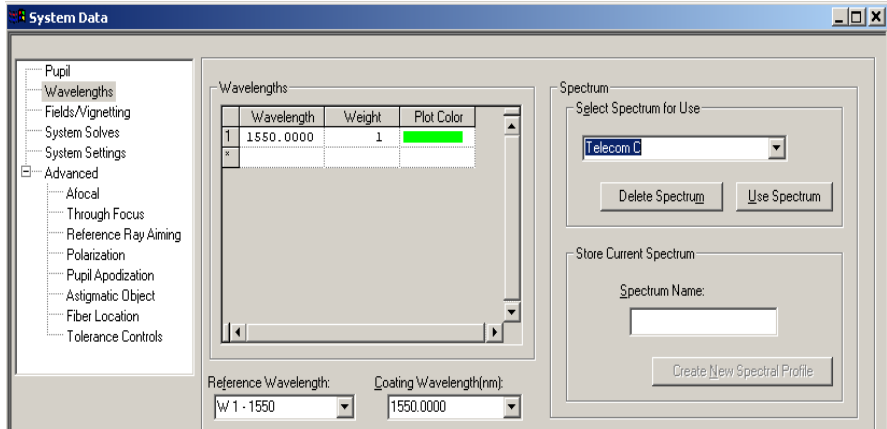 System Data
Pupil
Wavelengths
Fields/Vignetting
System Solves
System Settings
Advanced
Afocal
Through Focus
Reference Ray Aiming
Polarization
Pupil Apodization
Astigmatic Object
Fiber Location
Tolerance Controls
Wavelengths
Wavelength Weight Plot Color
1 1550.0000 1
*
Reference Wavelength: Coating Wavelength(nm):
W 1 - 1550 1550.0000
Spectrum
Select Spectrum for Use
Telecom C
Delete Spectrum Use Spectrum
Store Current Spectrum
Spectrum Name:
Create New Spectral Profile